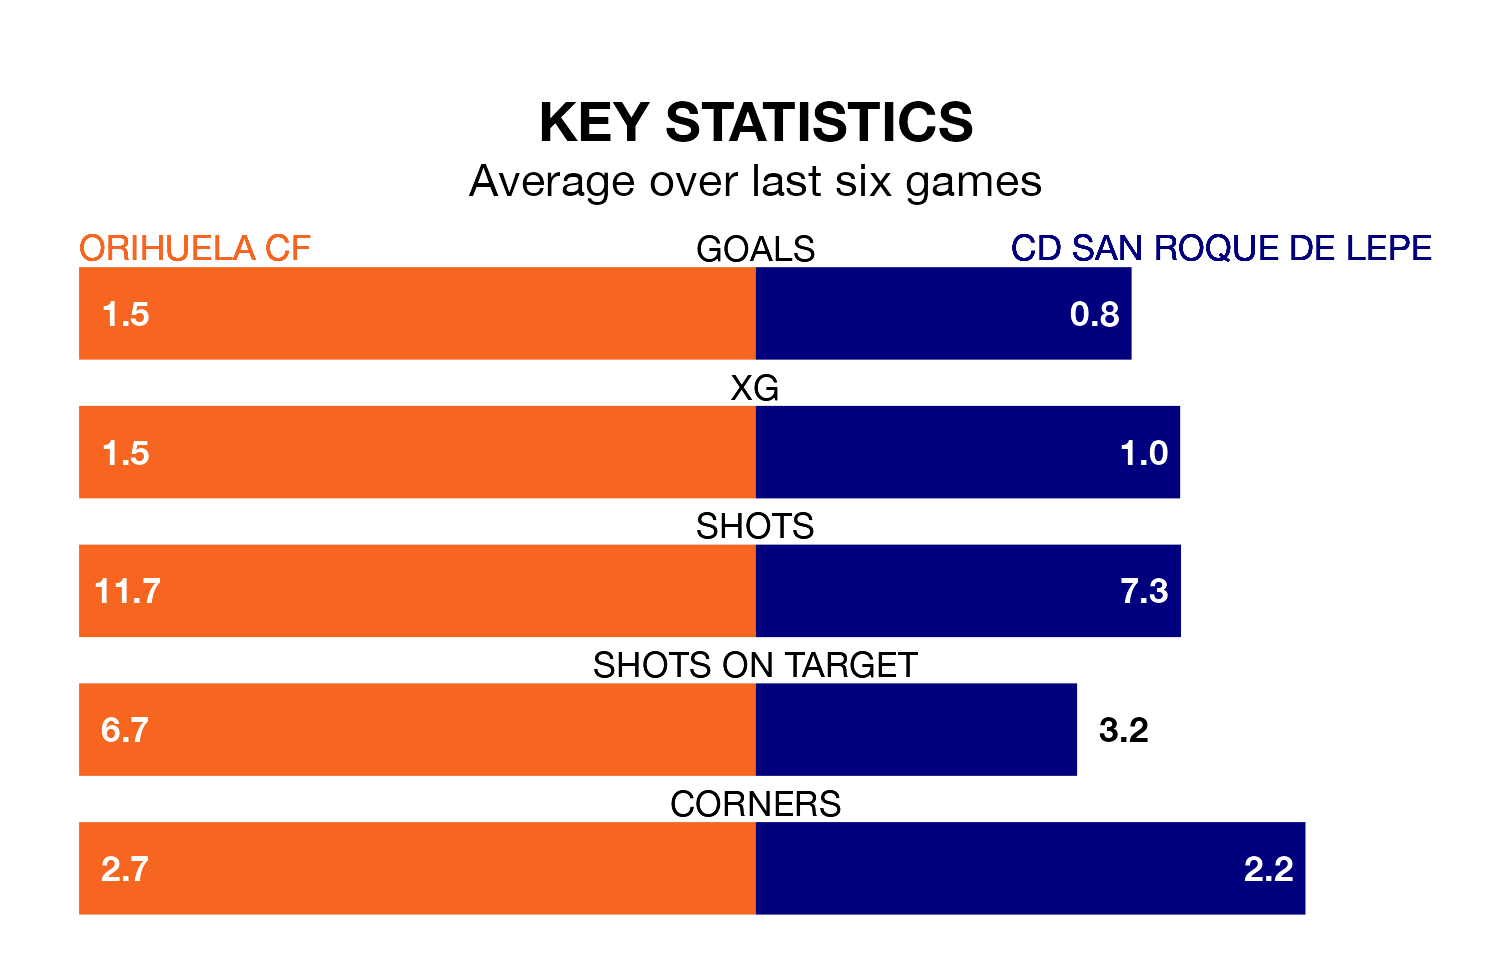 KEY STATISTICS
Average over last six games
ORIHUELA CF GOALS CD SAN ROQUE DE LEPE
1.5 0.8
XG
1.5 1.0
SHOTS
11.7 7.3
SHOTS ON TARGET
6.7 3.2
CORNERS
2.7 2.2